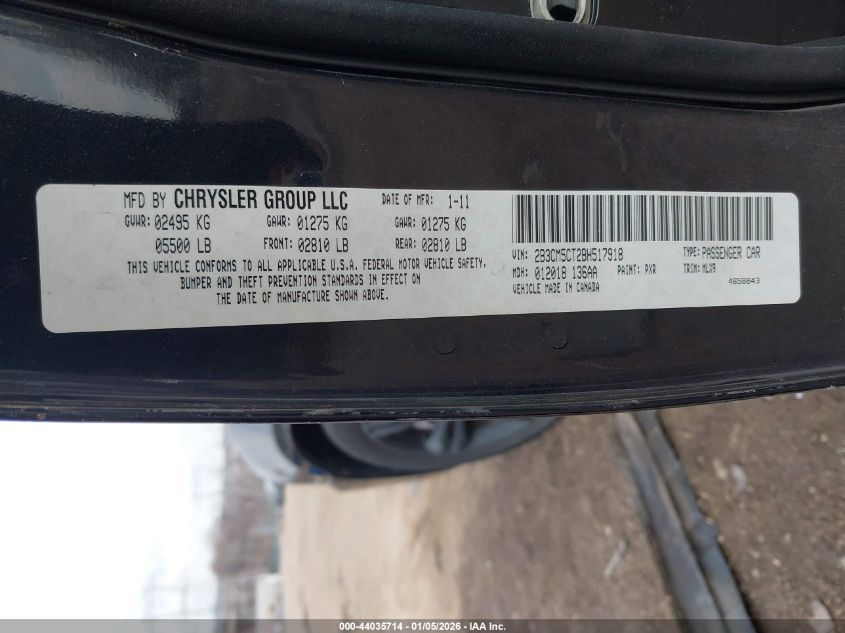 MFD BY CHRYSLER GROUP LLC DATE OF MFR: 1-11
GVWR: 02495 KG GAWR: 01275 KG GAWR: 01275 KG
05500 LB FRONT: 02810 LB REAR: 02810 LB
THIS VEHICLE CONFORMS TO ALL APPLICABLE U.S.A. FEDERAL MOTOR VEHICLE SAFETY,
BUMPER AND THEFT PREVENTION STANDARDS IN EFFECT ON
THE DATE OF MANUFACTURE SHOWN ABOVE.
VIN: 2B3CM5CT2BH517918 TYPE: PASSENGER CAR
MDH: 012018 136AA PAINT: PXR TRIM: MLX9
VEHICLE MADE IN CANADA 4658843
000-44035714 - 01/05/2026 - IAA Inc.